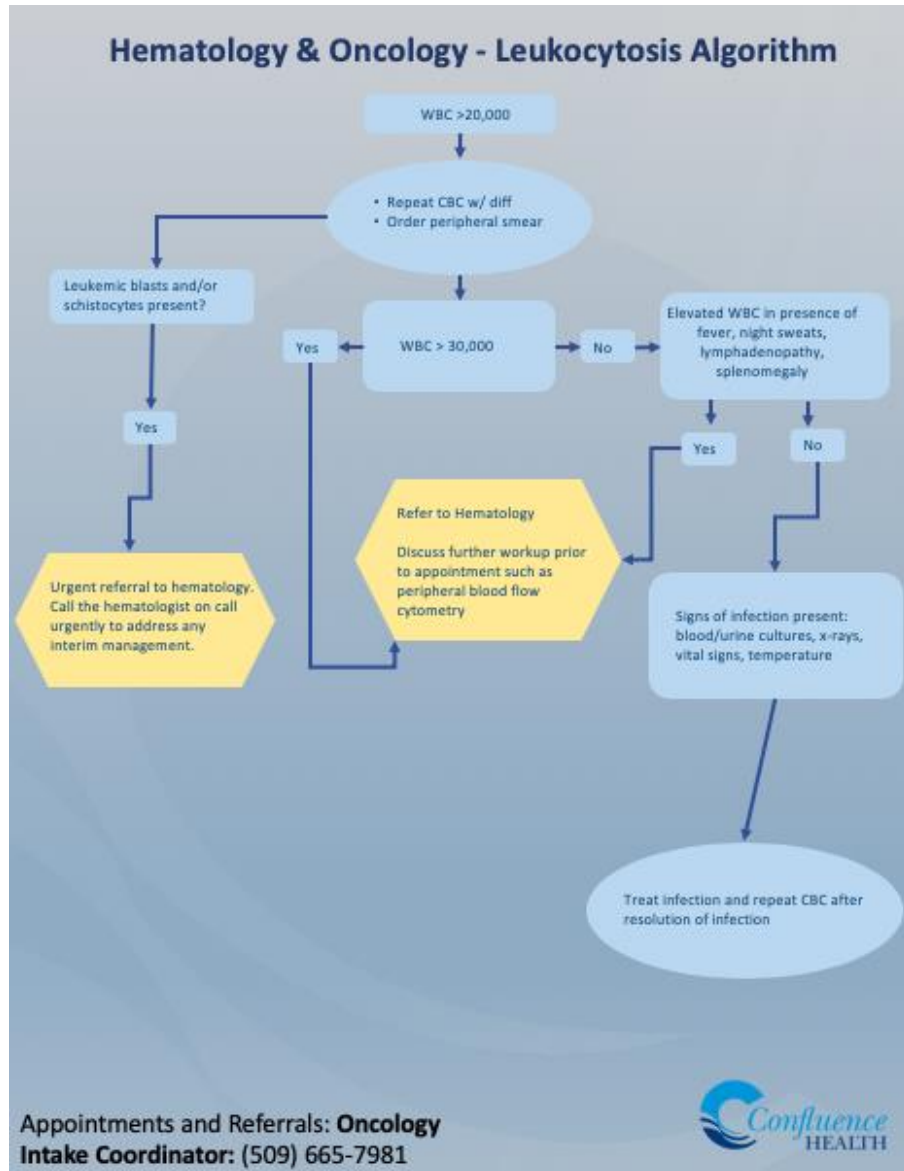 Hematology & Oncology - Leukocytosis Algorithm
WBC >20,000
• Repeat CBC w/ diff
• Order peripheral smear
Leukemic blasts and/or
schistocytes present?
Yes
WBC > 30,000
No
Elevated WBC in presence of
fever, night sweats,
lymphadenopathy,
splenomegaly
Yes
Yes
No
Refer to Hematology
Discuss further workup prior
to appointment such as
peripheral blood flow
cytometry
Urgent referral to hematology.
Call the hematologist on call
urgently to address any
interim management.
Signs of infection present:
blood/urine cultures, x-rays,
vital signs, temperature
Treat infection and repeat CBC after
resolution of infection
Appointments and Referrals: Oncology
Intake Coordinator: (509) 665-7981
Confluence
HEALTH